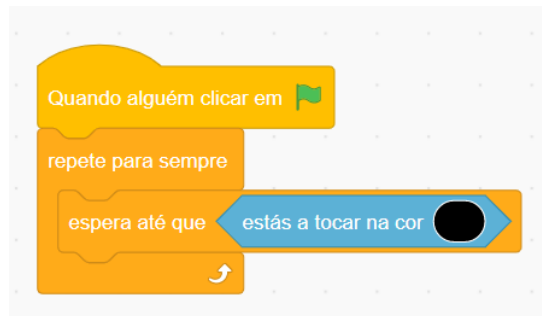 Quando alguém clicar em
repete para sempre
espera até que estás a tocar na cor